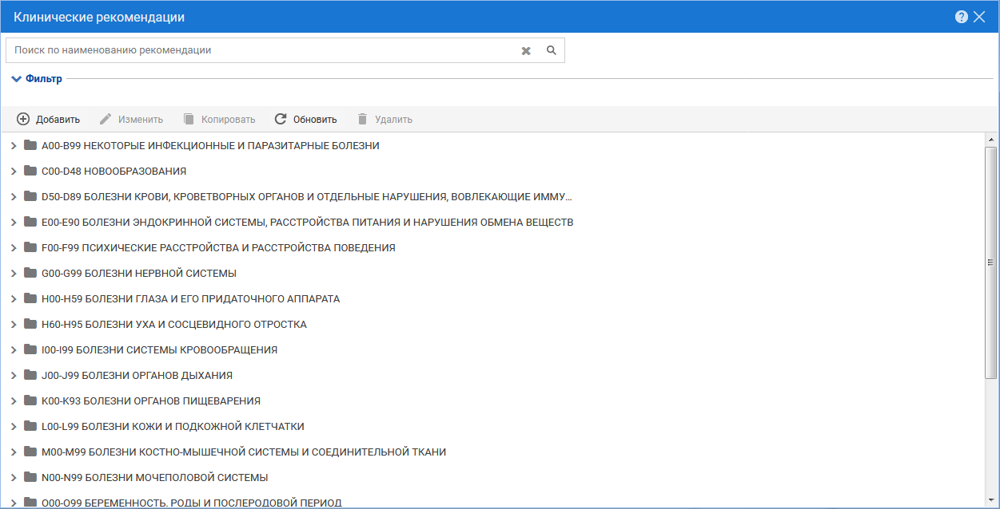 Клинические рекомендации
Поиск по наименованию рекомендации
Фильтр
Добавить Изменить Копировать Обновить Удалить
A00-B99 НЕКОТОРЫЕ ИНФЕКЦИОННЫЕ И ПАРАЗИТАРНЫЕ БОЛЕЗНИ
C00-D48 НОВООБРАЗОВАНИЯ
D50-D89 БОЛЕЗНИ КРОВИ, КРОВЕТВОРНЫХ ОРГАНОВ И ОТДЕЛЬНЫЕ НАРУШЕНИЯ, ВОВЛЕКАЮЩИЕ ИММУ...
E00-E90 БОЛЕЗНИ ЭНДОКРИННОЙ СИСТЕМЫ, РАССТРОЙСТВА ПИТАНИЯ И НАРУШЕНИЯ ОБМЕНА ВЕЩЕСТВ
F00-F99 ПСИХИЧЕСКИЕ РАССТРОЙСТВА И РАССТРОЙСТВА ПОВЕДЕНИЯ
G00-G99 БОЛЕЗНИ НЕРВНОЙ СИСТЕМЫ
H00-H59 БОЛЕЗНИ ГЛАЗА И ЕГО ПРИДАТОЧНОГО АППАРАТА
H60-H95 БОЛЕЗНИ УХА И СОСЦЕВИДНОГО ОТРОСТКА
I00-I99 БОЛЕЗНИ СИСТЕМЫ КРОВООБРАЩЕНИЯ
J00-J99 БОЛЕЗНИ ОРГАНОВ ДЫХАНИЯ
K00-K93 БОЛЕЗНИ ОРГАНОВ ПИЩЕВАРЕНИЯ
L00-L99 БОЛЕЗНИ КОЖИ И ПОДКОЖНОЙ КЛЕТЧАТКИ
M00-M99 БОЛЕЗНИ КОСТНО-МЫШЕЧНОЙ СИСТЕМЫ И СОЕДИНИТЕЛЬНОЙ ТКАНИ
N00-N99 БОЛЕЗНИ МОЧЕПОЛОВОЙ СИСТЕМЫ
O00-O99 БЕРЕМЕННОСТЬ, РОДЫ И ПОСЛЕРОДОВОЙ ПЕРИОД